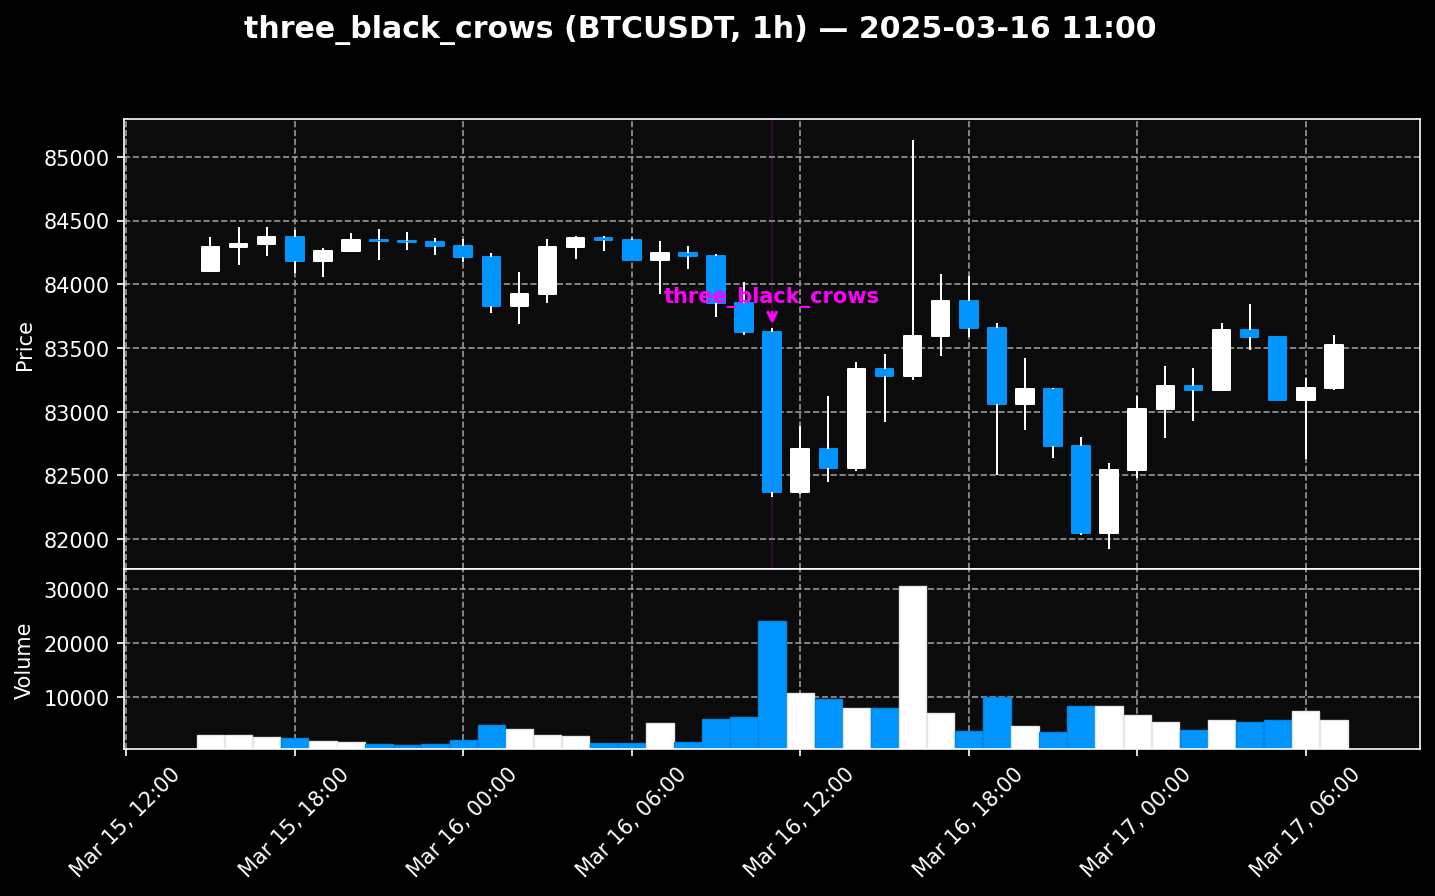 three_black_crows (BTCUSDT, 1h) — 2025-03-16 11:00
85000
84500
84000
three_black_crows
83500
83000
82500
82000
Price
30000
20000
10000
Volume
Mar 15, 12:00
Mar 15, 18:00
Mar 16, 00:00
Mar 16, 06:00
Mar 16, 12:00
Mar 16, 18:00
Mar 17, 00:00
Mar 17, 06:00